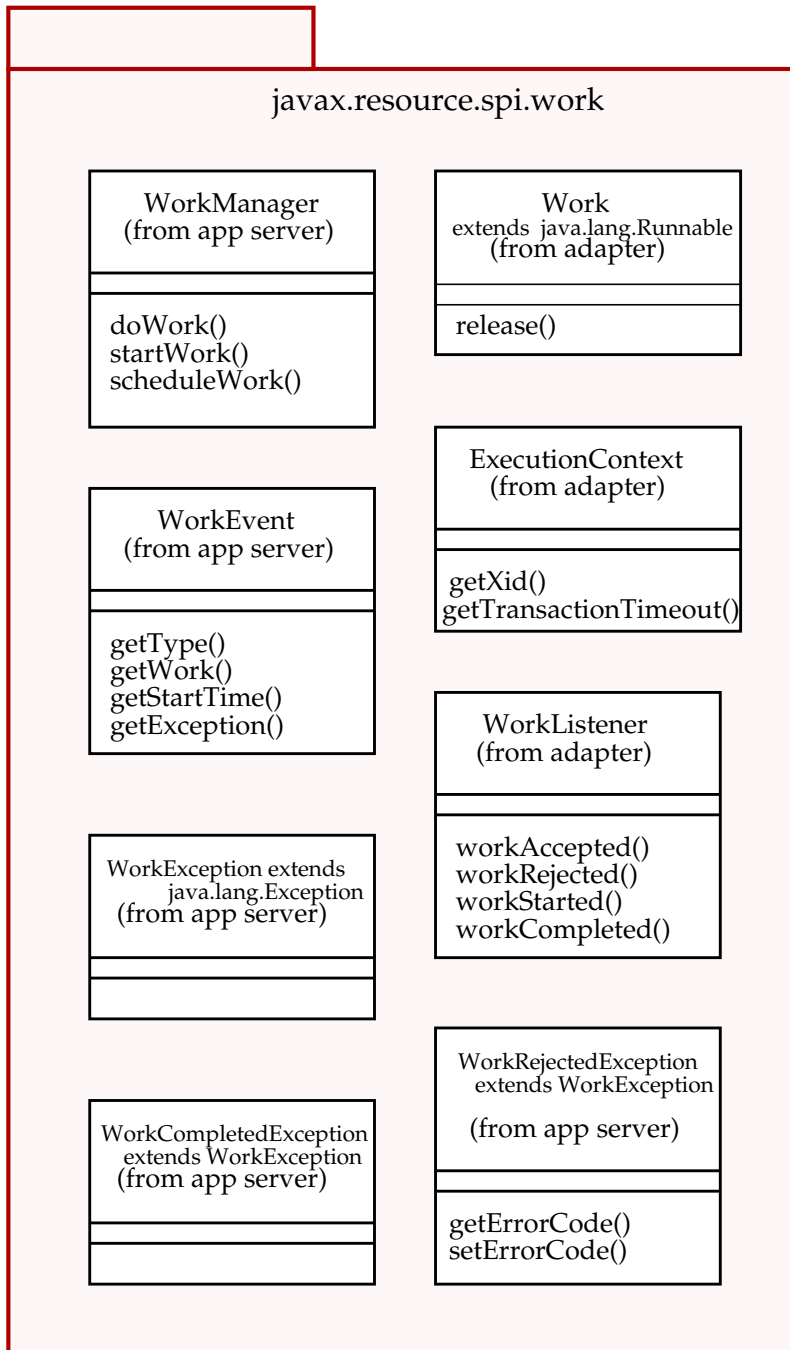 javax.resource.spi.work
WorkManager
(from app server)
doWork()
startWork()
scheduleWork()
Work
extends java.lang.Runnable
(from adapter)
release()
ExecutionContext
(from adapter)
getXid()
getTransactionTimeout()
WorkEvent
(from app server)
getType()
getWork()
getStartTime()
getException()
WorkListener
(from adapter)
workAccepted()
workRejected()
workStarted()
workCompleted()
WorkException extends
java.lang.Exception
(from app server)
WorkRejectedException
extends WorkException
(from app server)
getErrorCode()
setErrorCode()
WorkCompletedException
extends WorkException
(from app server)